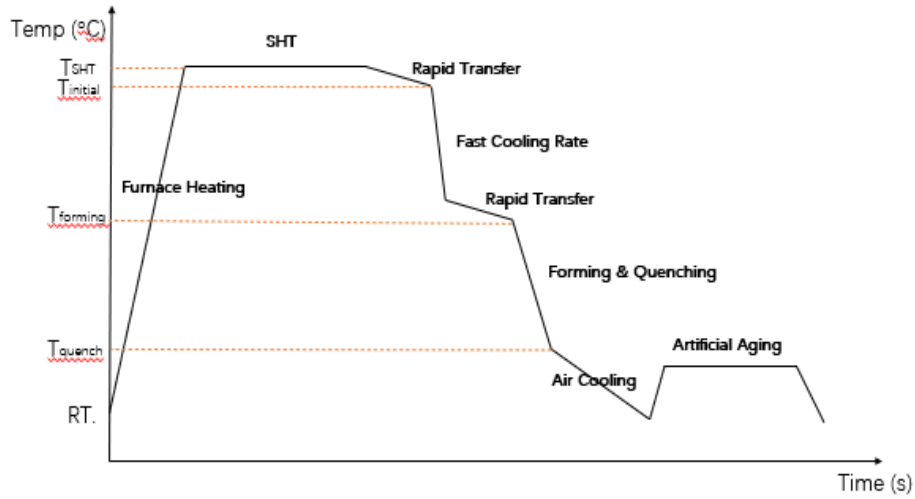 Temp (ºC)
SHT
TSHT
Rapid Transfer
Tinitial
Fast Cooling Rate
Furnace Heating
Rapid Transfer
Tforming
Forming & Quenching
Tquench
Artificial Aging
Air Cooling
RT.
Time (s)